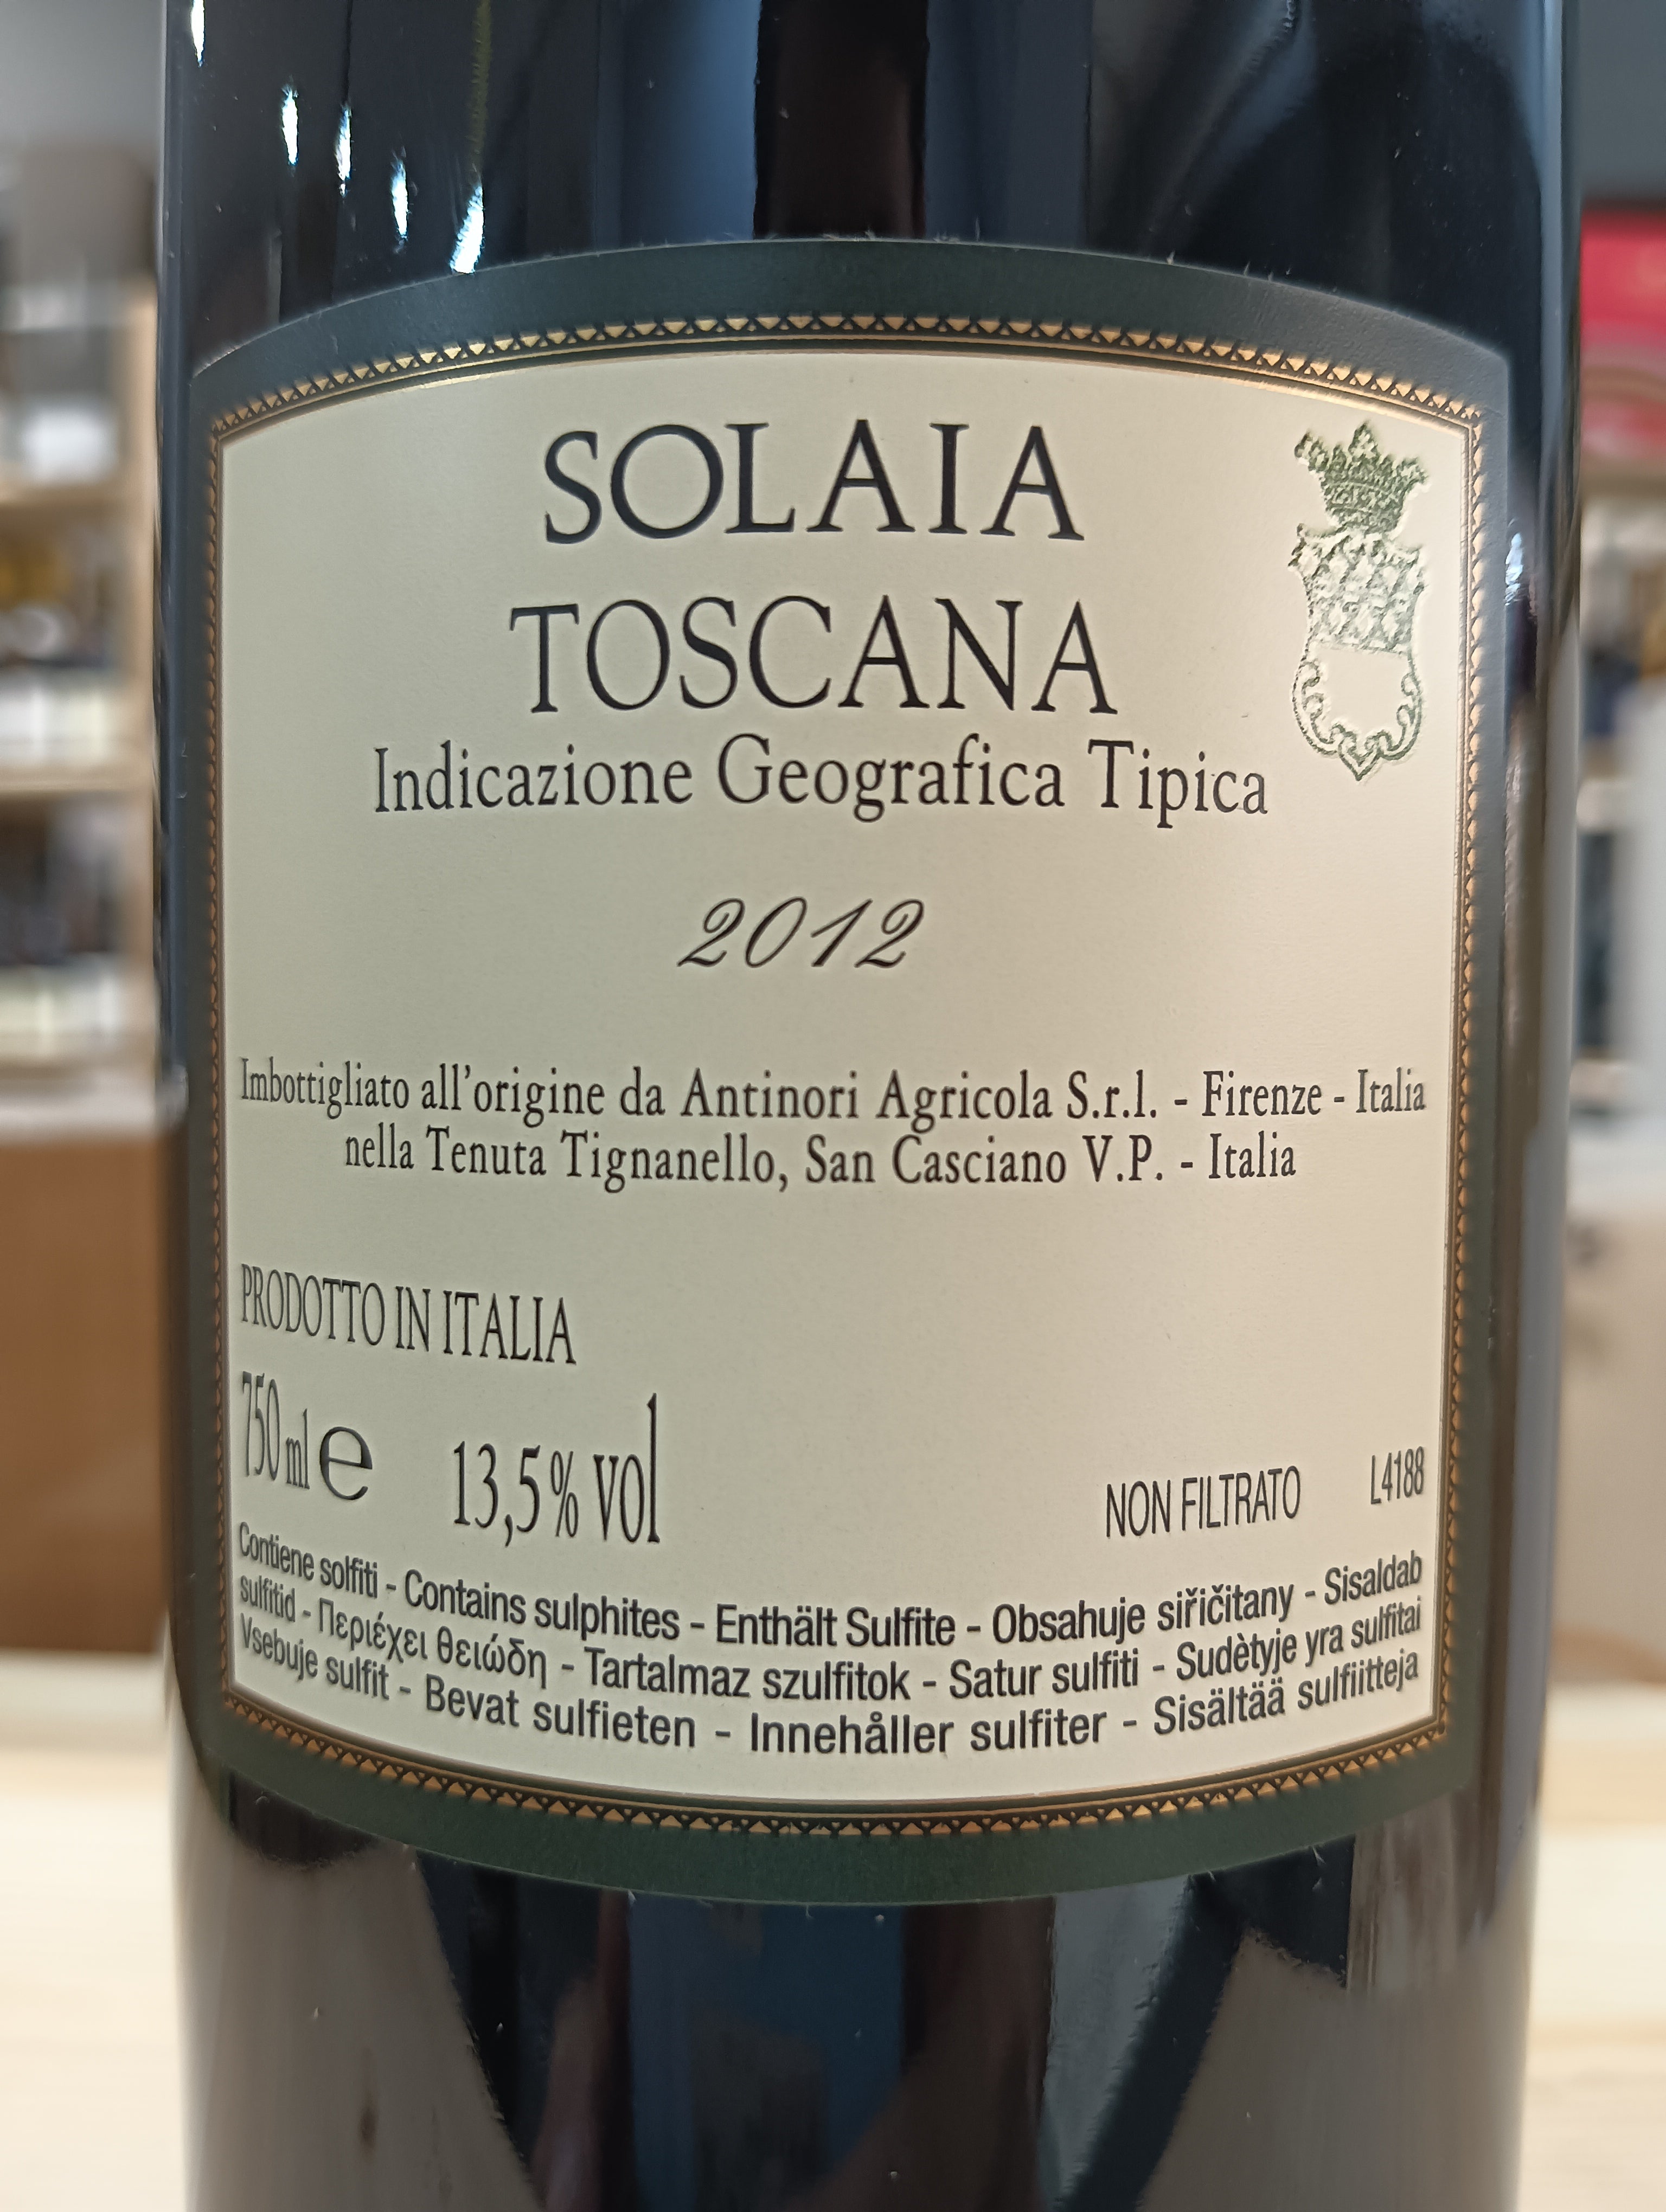 SOLAIA
TOSCANA
Indicazione Geografica Tipica
2012
Imbottigliato all'origine da Antinori Agricola S.r.l. - Firenze - Italia
nella Tenuta Tignanello, San Casciano V.P. - Italia
PRODOTTO IN ITALIA
750 ml e 13,5% vol
NON FILTRATO L4188
Contiene solfiti - Contains sulphites - Enthält Sulfite - Obsahuje siřičitany - Sisaldab
sulfitid - Περιέχει θειώδη - Tartalmaz szulfitok - Satur sulfiti - Sudètyje yra sulfitai
Vsebuje sulfit - Bevat sulfieten - Innehåller sulfiter - Sisältää sulfiitteja